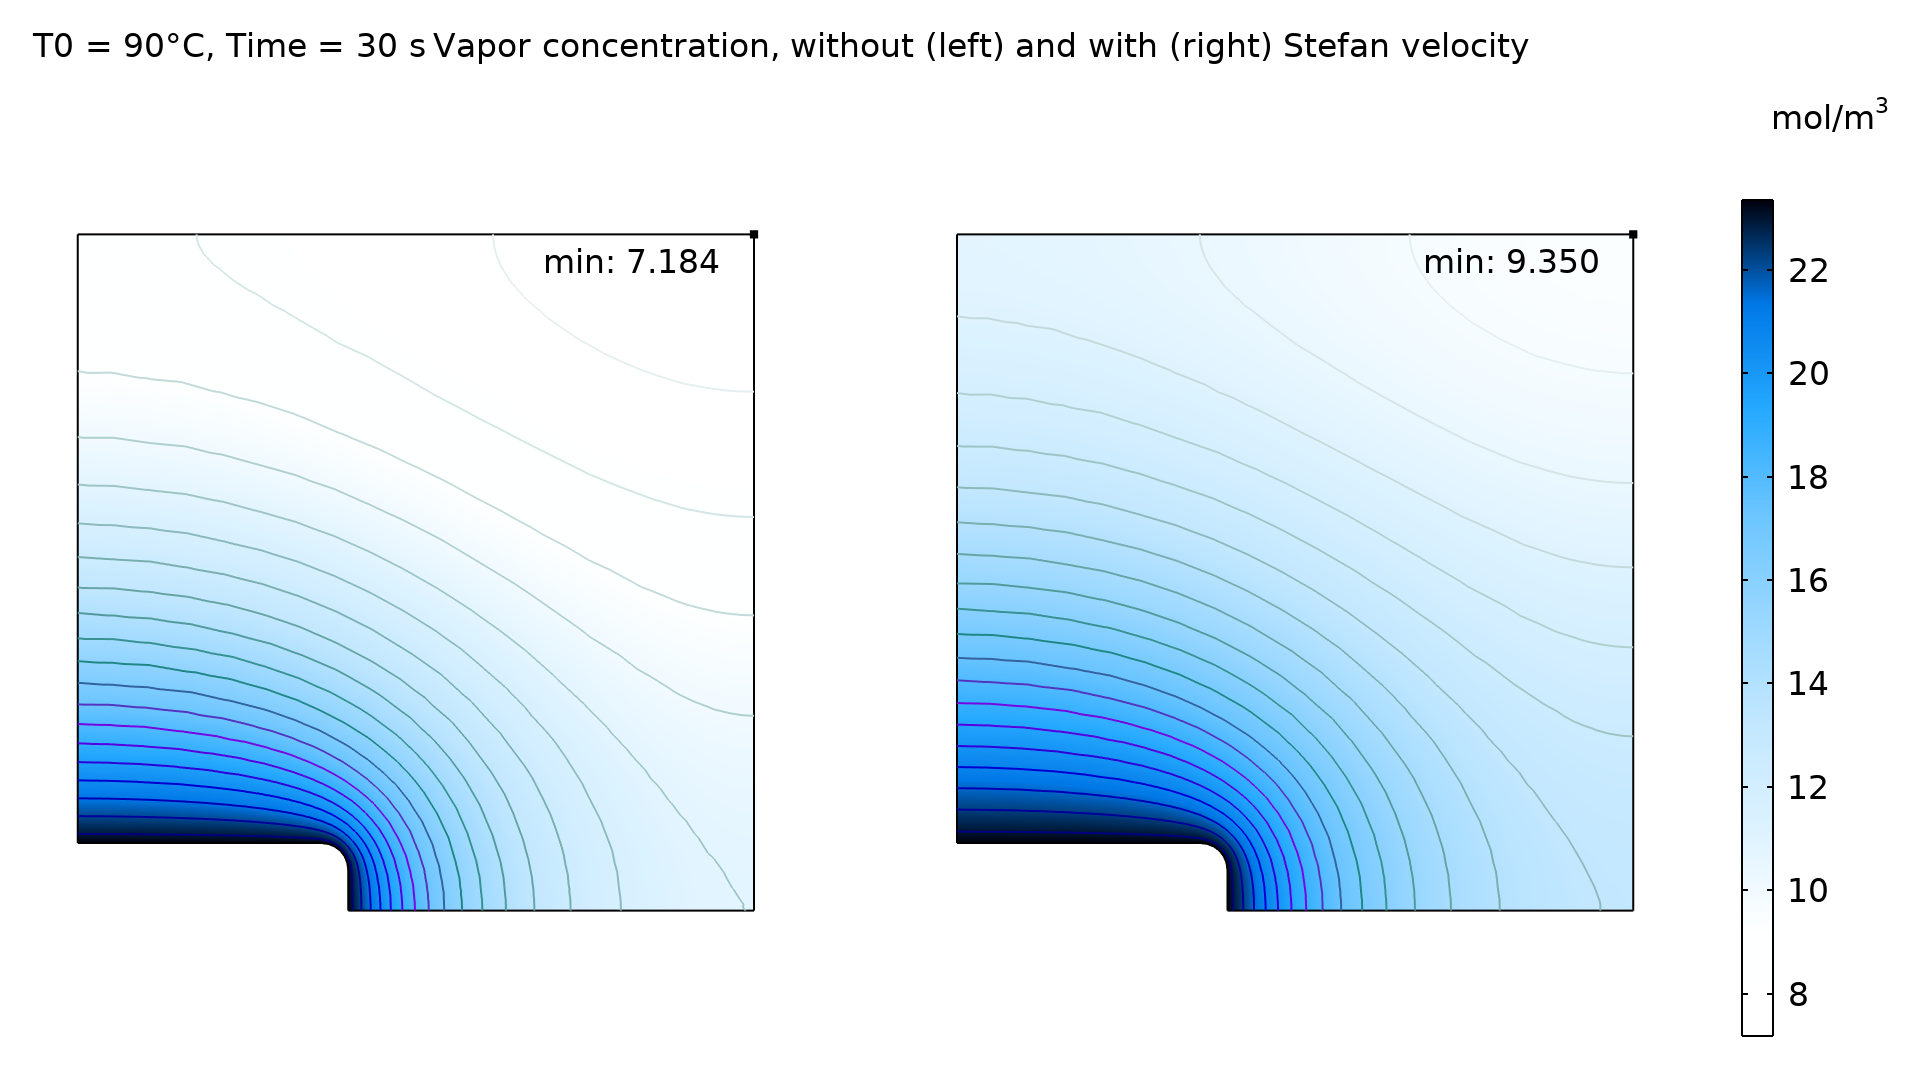 T0 = 90°C, Time = 30 s Vapor concentration, without (left) and with (right) Stefan velocity
mol/m³
min: 7.184
min: 9.350
22
20
18
16
14
12
10
8